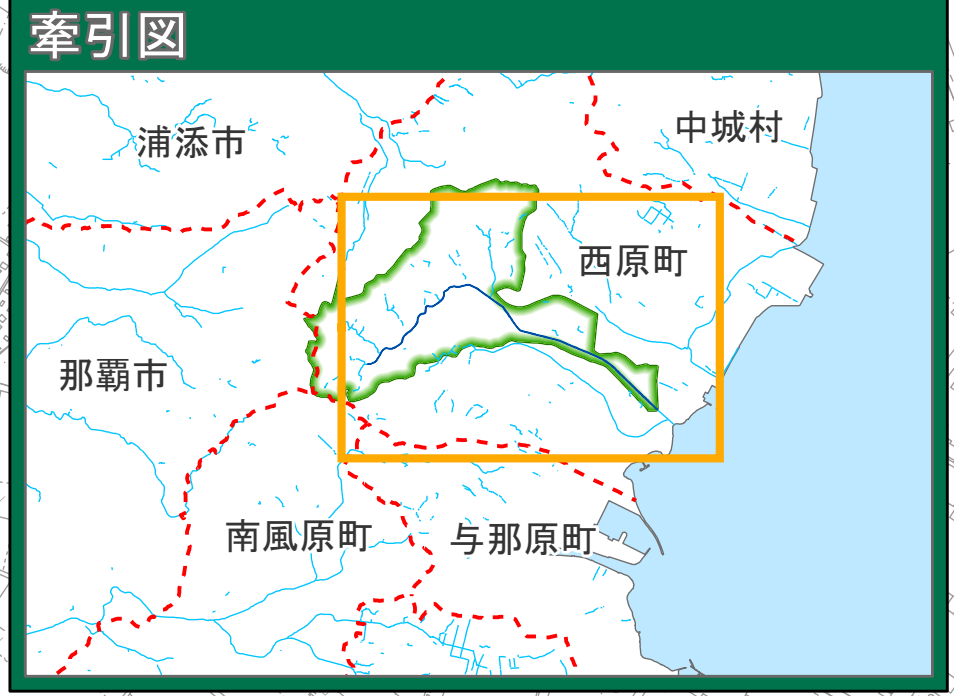 牽引図
浦添市
中城村
西原町
那覇市
南風原町
与那原町